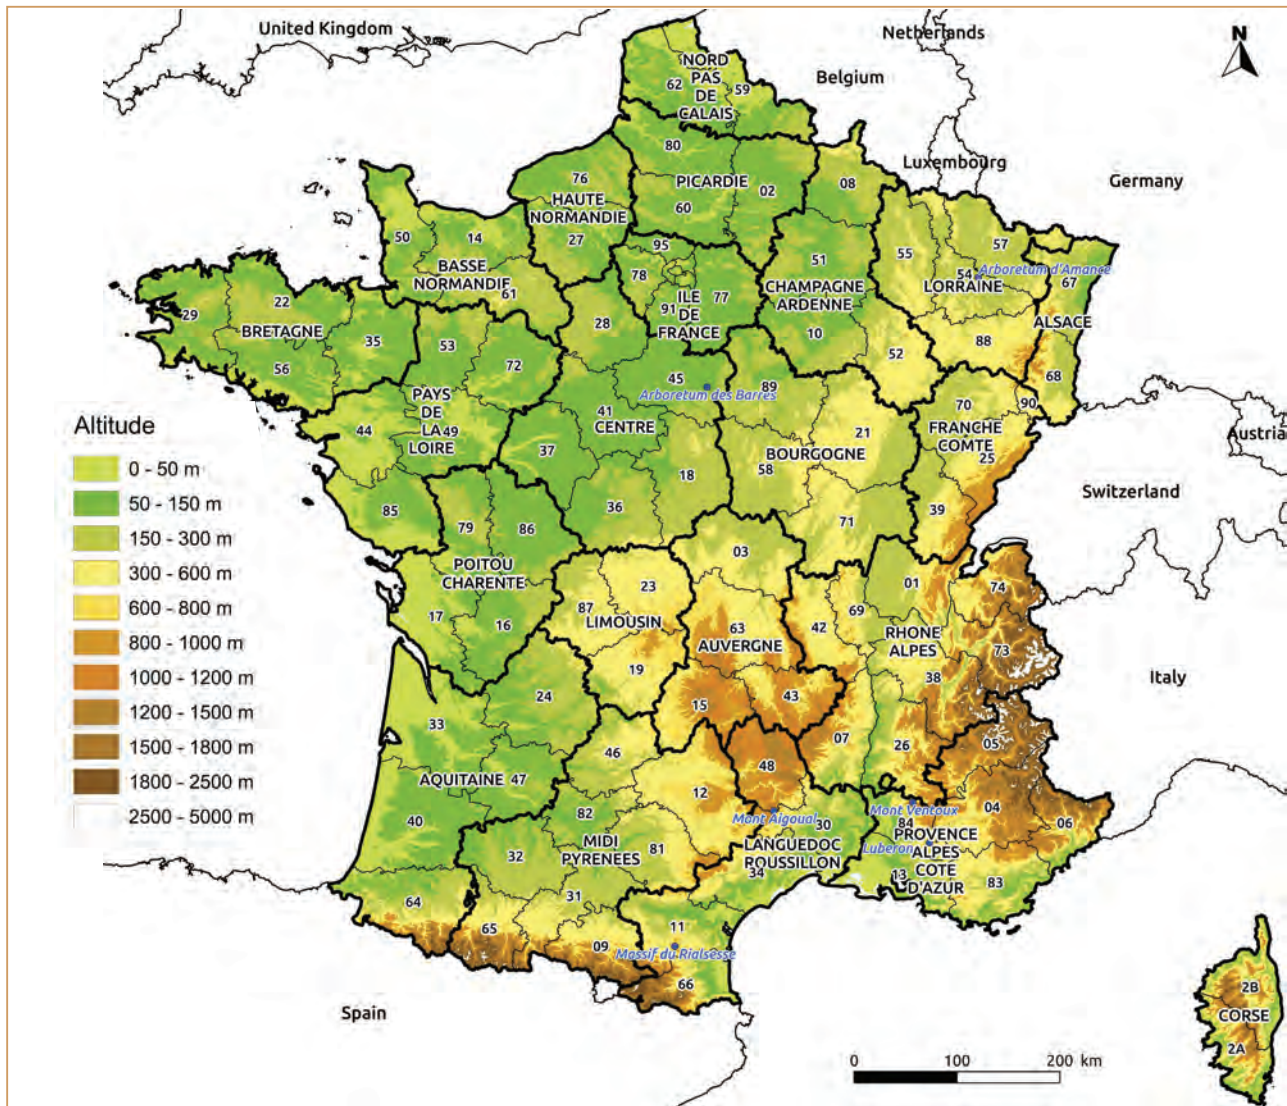 United Kingdom
Netherlands
N
Belgium
NORD
PAS
DE
CALAIS
62
59
80
Luxembourg
Germany
PICARDIE
02
08
76
HAUTE
NORMANDIE
60
27
50
14
BASSE
NORMANDIE
61
95
78
77
91
ILE
DE
FRANCE
51
CHAMPAGNE
ARDENNE
10
55
57
54
Arboretum d'Amance
LORRAINE
67
ALSACE
88
52
68
22
29
BRETAGNE
35
56
53
72
28
45
Arboretum des Barres
89
70
90
FRANCHE
COMTE
25
PAYS
DE
LA
LOIRE
44
49
41
CENTRE
37
21
BOURGOGNE
58
18
Austria
Switzerland
Altitude
0 - 50 m
50 - 150 m
150 - 300 m
300 - 600 m
600 - 800 m
800 - 1000 m
1000 - 1200 m
1200 - 1500 m
1500 - 1800 m
1800 - 2500 m
2500 - 5000 m
85
79
86
36
71
39
POITOU
CHARENTE
03
23
87
LIMOUSIN
01
74
17
16
63
AUVERGNE
42
69
RHONE
ALPES
73
19
38
Italy
24
15
43
33
46
48
07
26
05
AQUITAINE
47
12
04
06
40
82
Mont Aigoual
30
Mont Ventoux
84
PROVENCE
ALPES
COTE
D'AZUR
Luberon
32
MIDI
PYRENEES
81
LANGUEDOC
ROUSSILLON
34
13
83
64
31
65
09
11
Massif du Rialsesse
66
Spain
2B
CORSE
2A
0 100 200 km